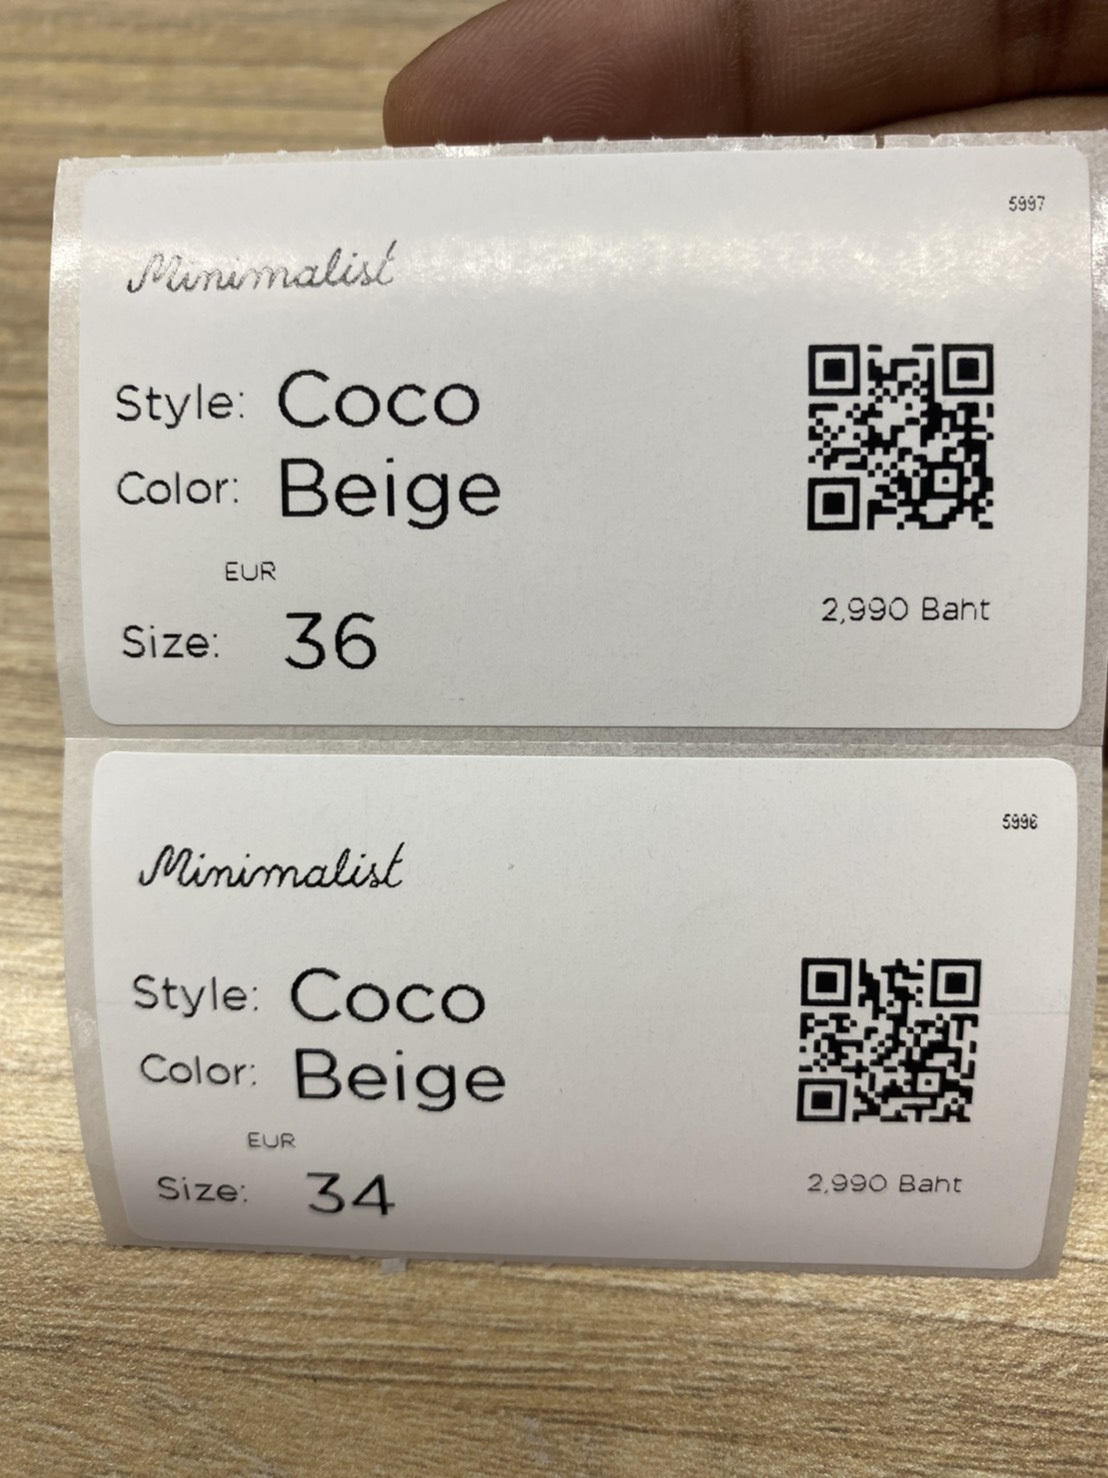 5997
Minimalist
Style: Coco
Color: Beige
EUR
Size: 36
2,990 Baht
5996
Minimalist
Style: Coco
Color: Beige
EUR
Size: 34
2,990 Baht